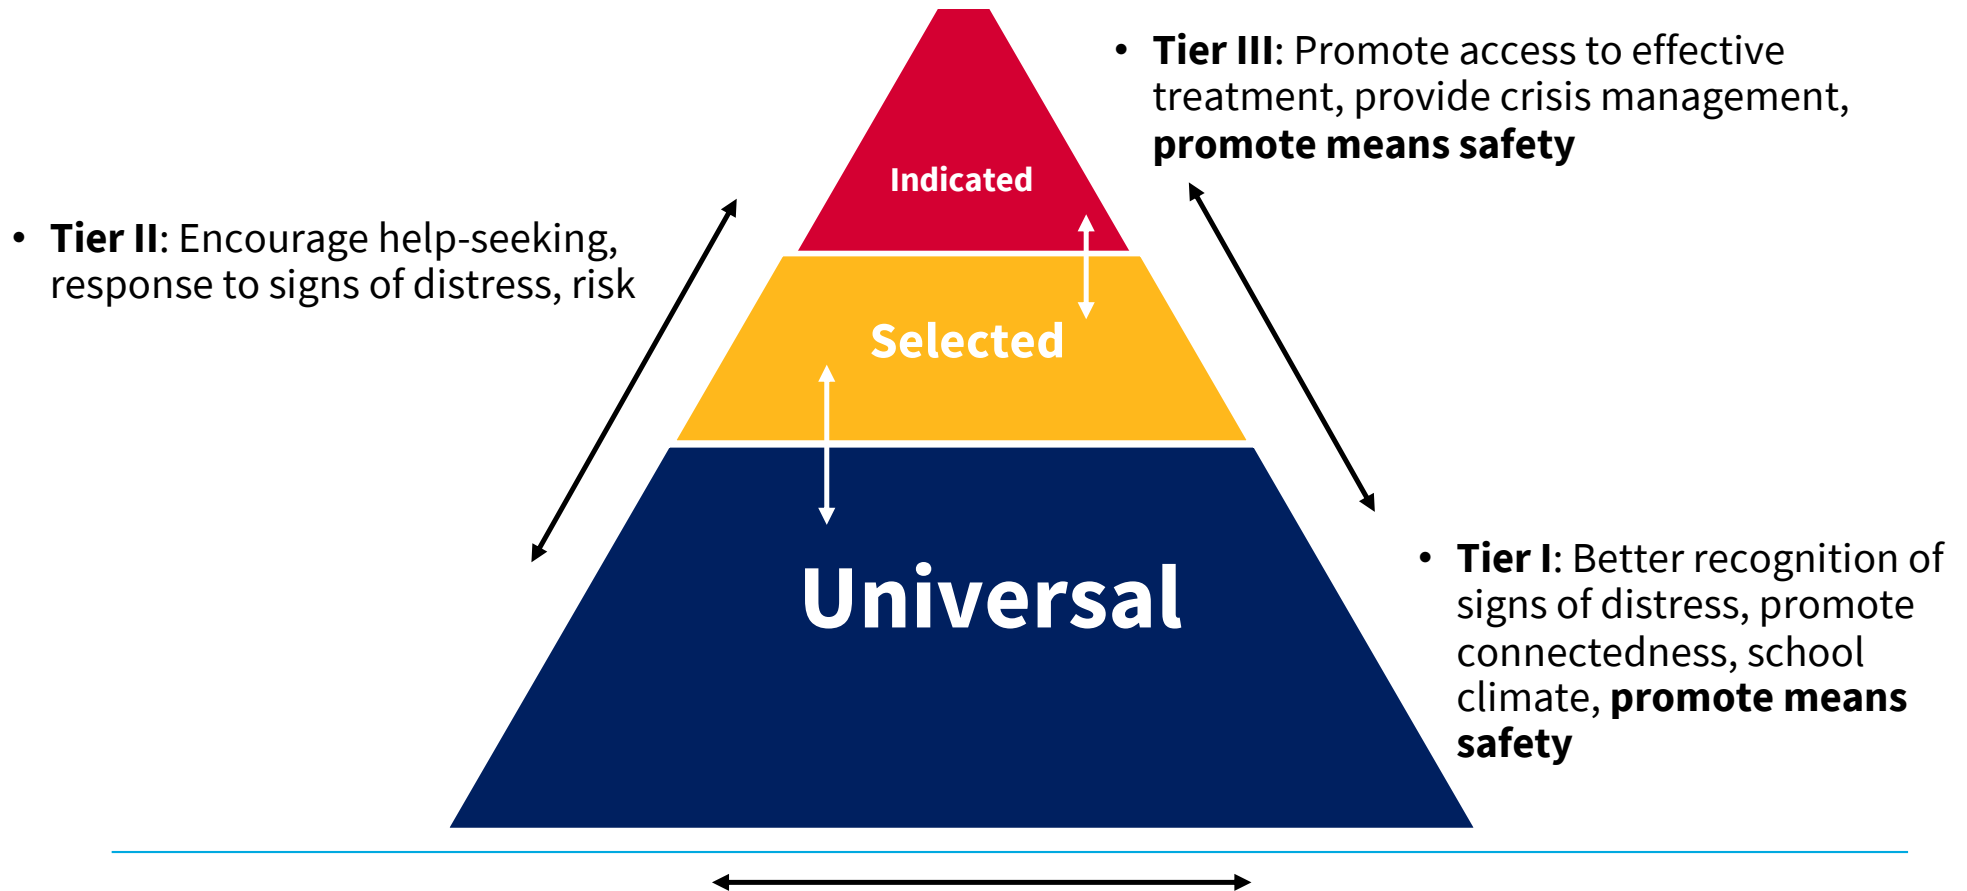 • Tier III: Promote access to effective
treatment, provide crisis management,
promote means safety
Indicated
• Tier II: Encourage help-seeking,
response to signs of distress, risk
Selected
Universal
• Tier I: Better recognition of
signs of distress, promote
connectedness, school
climate, promote means
safety